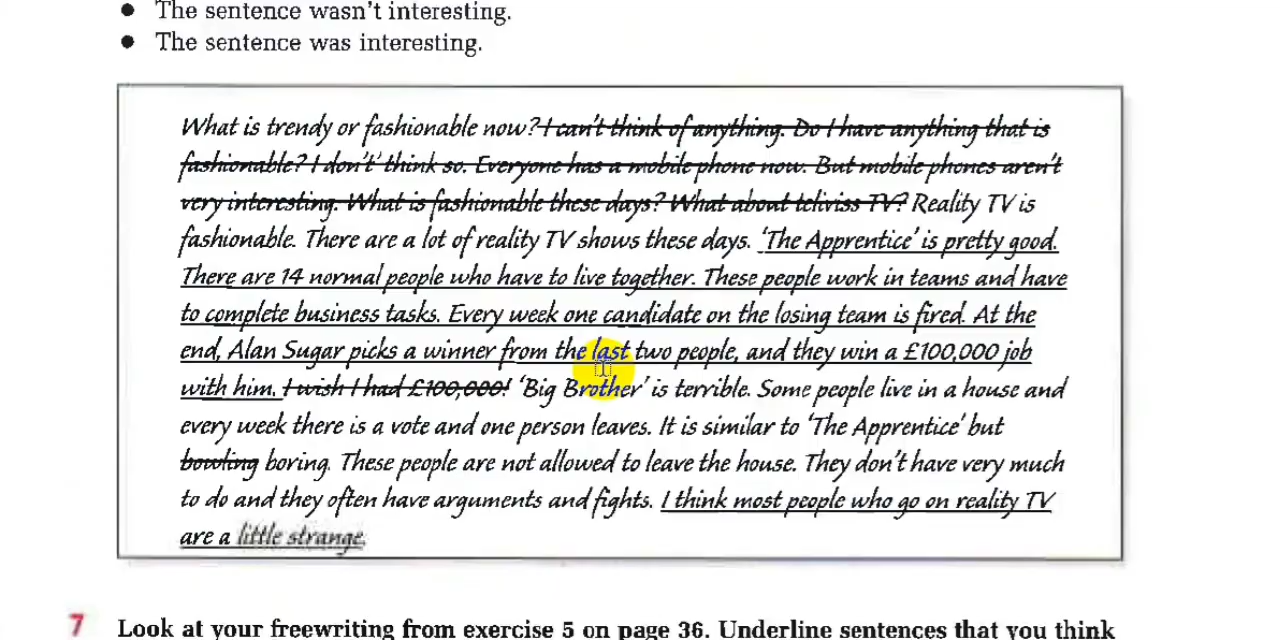 ● The sentence wasn't interesting.
● The sentence was interesting.
What is trendy or fashionable now? I can't think of anything. Do I have anything that is
fashionable? I don't' think so. Everyone has a mobile phone now. But mobile phones aren't
very interesting. What is fashionable these days? What about teliviss TV? Reality TV is
fashionable. There are a lot of reality TV shows these days. 'The Apprentice' is pretty good.
There are 14 normal people who have to live together. These people work in teams and have
to complete business tasks. Every week one candidate on the losing team is fired. At the
end, Alan Sugar picks a winner from the last two people, and they win a £100,000 job
with him. I wish I had £100,000! 'Big Brother' is terrible. Some people live in a house and
every week there is a vote and one person leaves. It is similar to 'The Apprentice' but
bowling boring. These people are not allowed to leave the house. They don't have very much
to do and they often have arguments and fights. I think most people who go on reality TV
are a little strange.
7 Look at your freewriting from exercise 5 on page 36. Underline sentences that you think